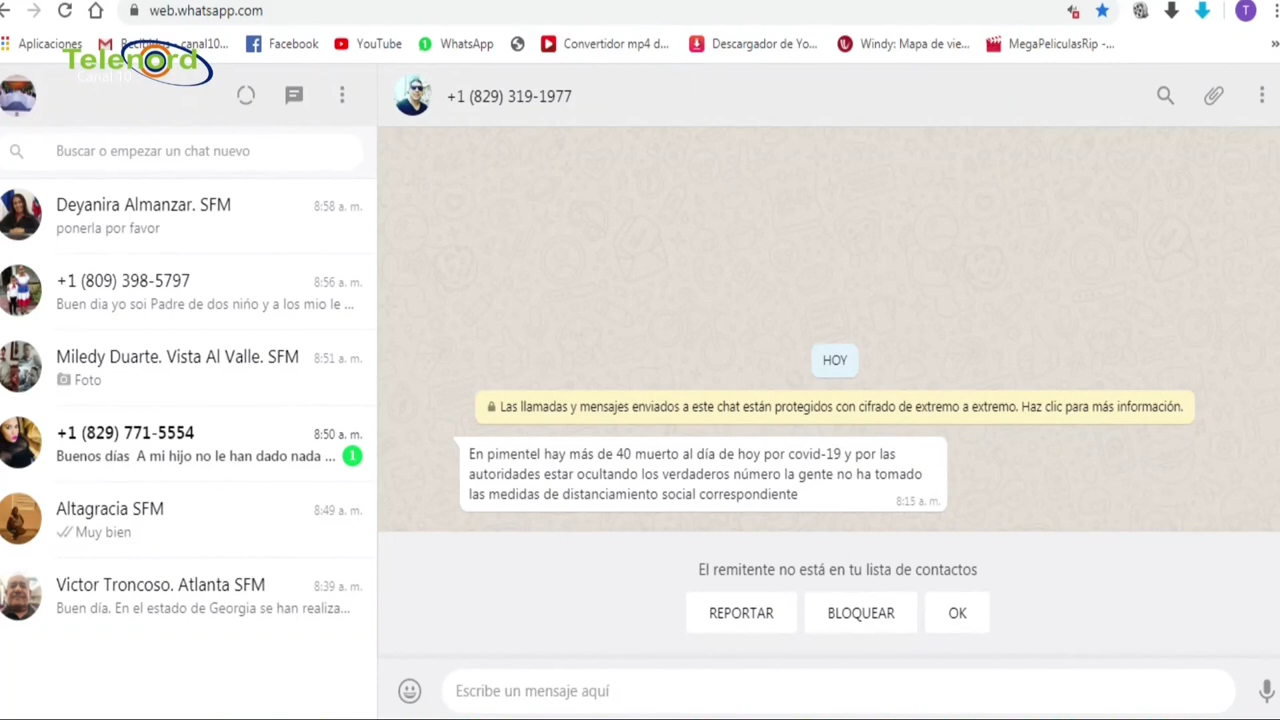 web.whatsapp.com
T
Aplicaciones
Recibidos - canal10...
Facebook
YouTube
WhatsApp
Convertidor mp4 d...
Descargador de Yo...
Windy: Mapa de vie...
MegaPeliculasRip -...
»
Telenord
Canal 10
+1 (829) 319-1977
Buscar o empezar un chat nuevo
Deyanira Almanzar. SFM 8:58 a. m.
ponerla por favor
+1 (809) 398-5797 8:56 a. m.
Buen dia yo soi Padre de dos niño y a los mio le ...
Miledy Duarte. Vista Al Valle. SFM 8:51 a. m.
Foto
+1 (829) 771-5554 8:50 a. m.
Buenos días A mi hijo no le han dado nada ... 1
Altagracia SFM 8:49 a. m.
Muy bien
Victor Troncoso. Atlanta SFM 8:39 a. m.
Buen día. En el estado de Georgia se han realiza...
HOY
Las llamadas y mensajes enviados a este chat están protegidos con cifrado de extremo a extremo. Haz clic para más información.
En pimentel hay más de 40 muerto al día de hoy por covid-19 y por las
autoridades estar ocultando los verdaderos número la gente no ha tomado
las medidas de distanciamiento social correspondiente
8:15 a. m.
El remitente no está en tu lista de contactos
REPORTAR BLOQUEAR OK
Escribe un mensaje aquí